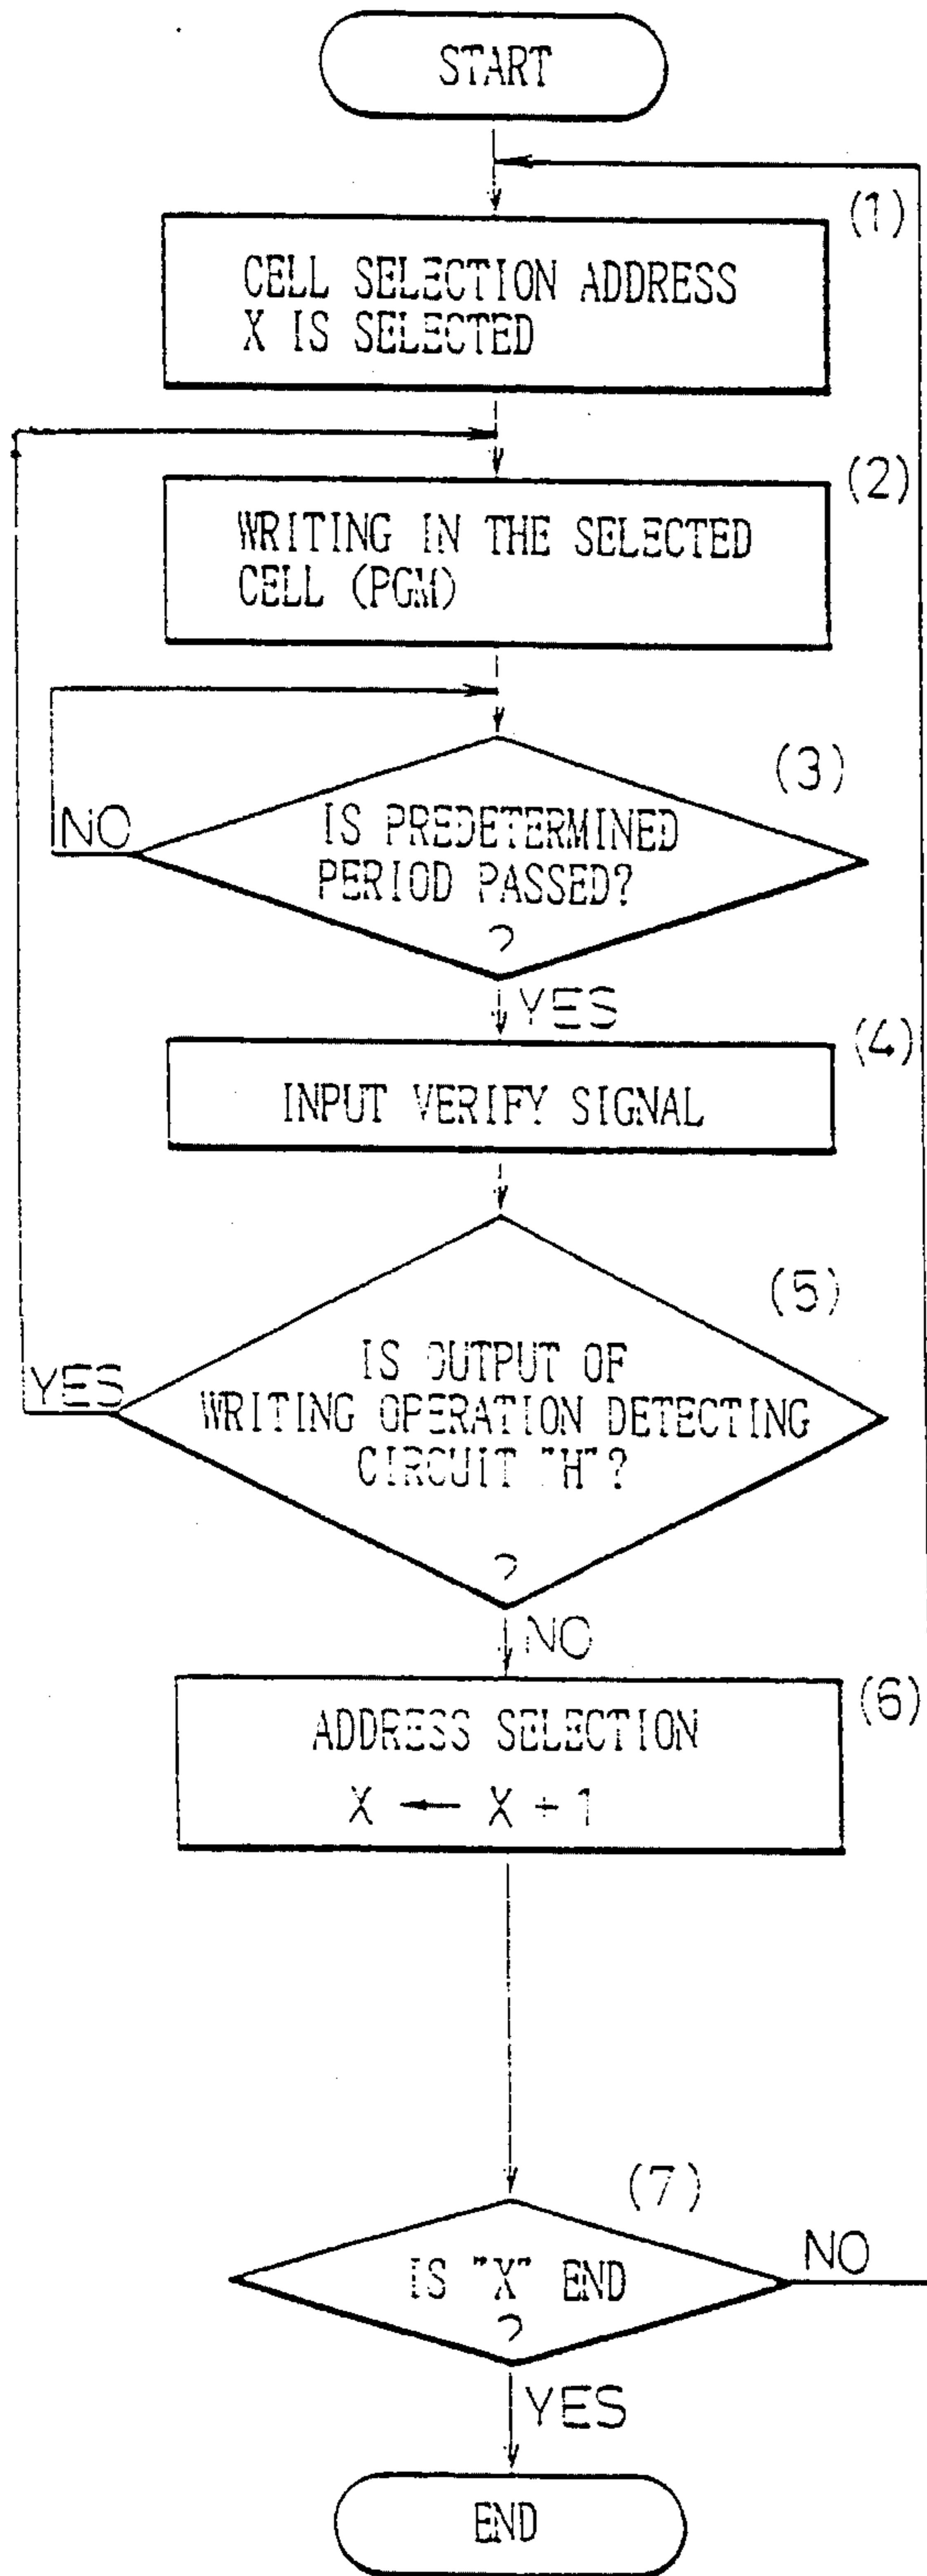 START
(1)
CELL SELECTION ADDRESS
X IS SELECTED
(2)
WRITING IN THE SELECTED
CELL (PGM)
(3)
NO
IS PREDETERMINED
PERIOD PASSED?
?
YES
(4)
INPUT VERIFY SIGNAL
(5)
YES
IS OUTPUT OF
WRITING OPERATION DETECTING
CIRCUIT "H"?
?
NO
(6)
ADDRESS SELECTION
X ← X + 1
(7)
NO
IS "X" END
?
YES
END